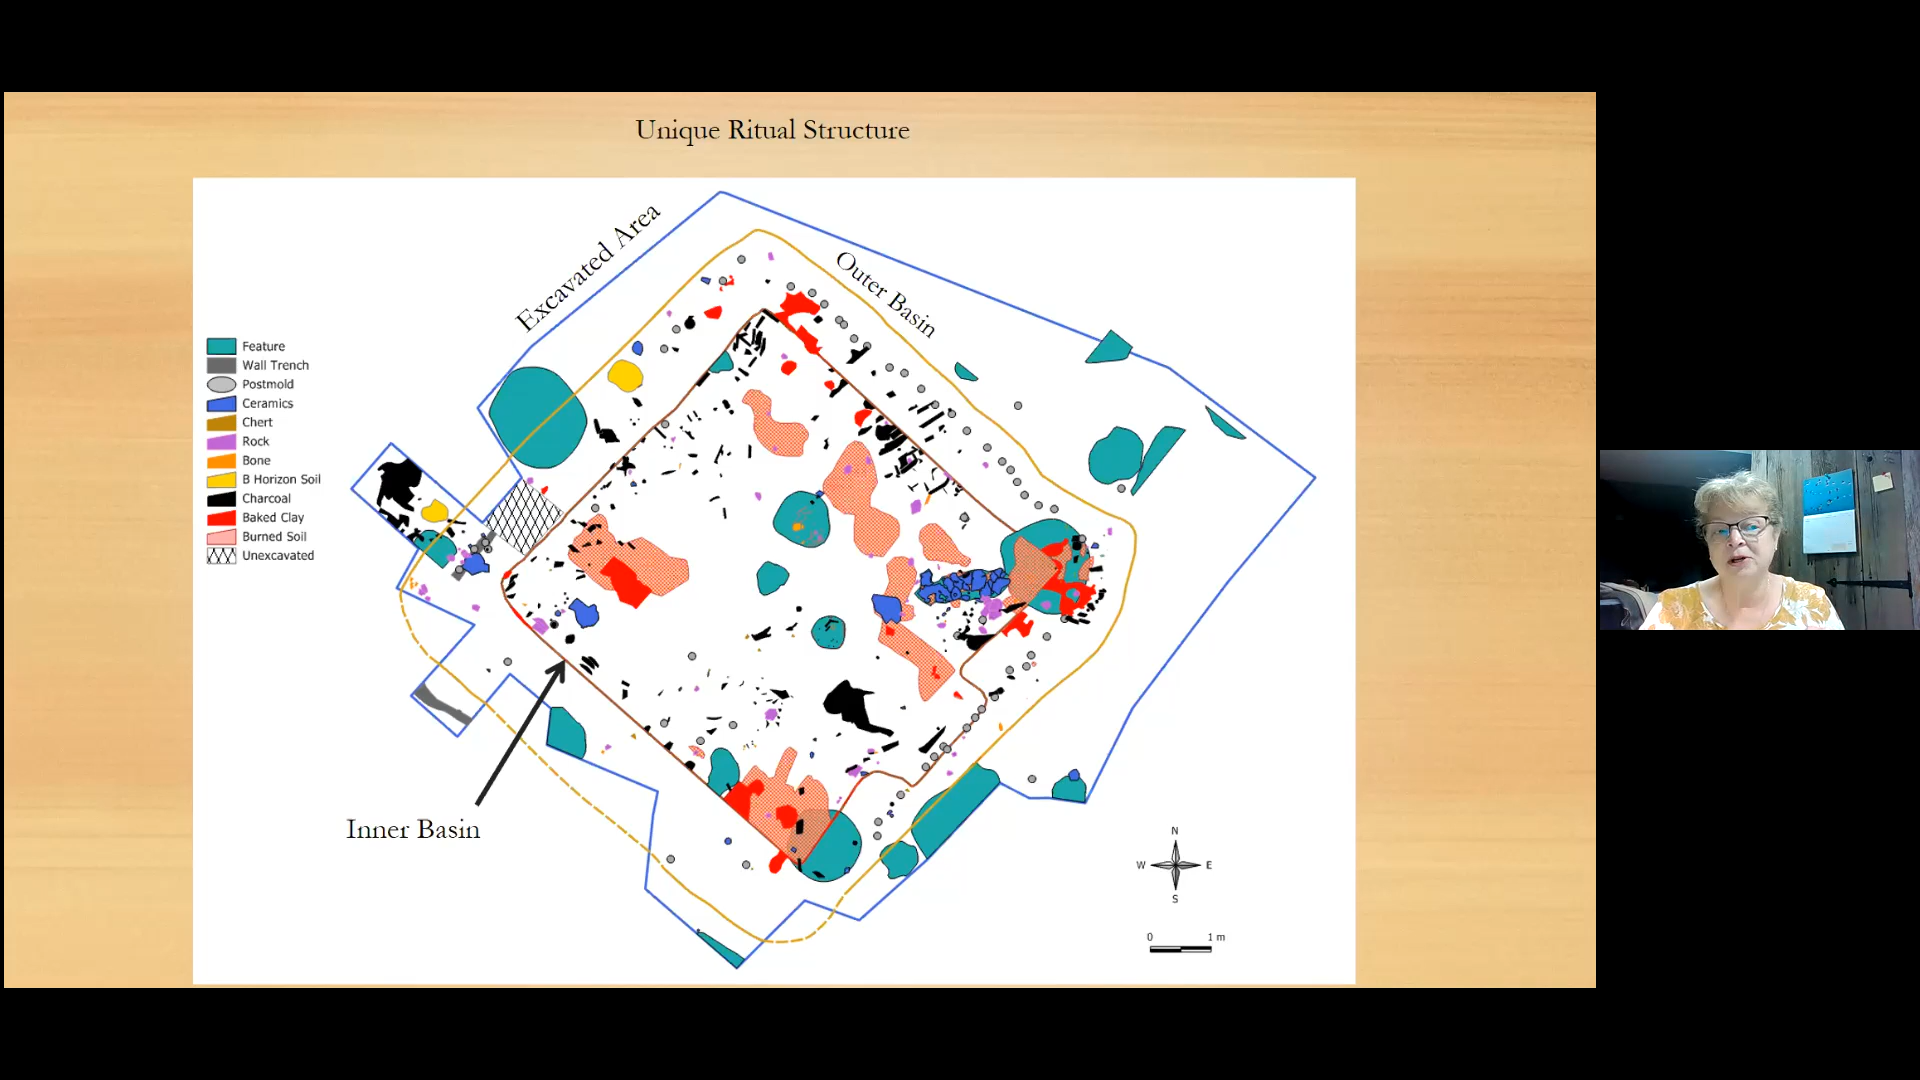 Unique Ritual Structure
Excavated Area
Outer Basin
Feature
Wall Trench
Postmold
Ceramics
Chert
Rock
Bone
B Horizon Soil
Charcoal
Baked Clay
Burned Soil
Unexcavated
Inner Basin
N
W E
S
0 1 m